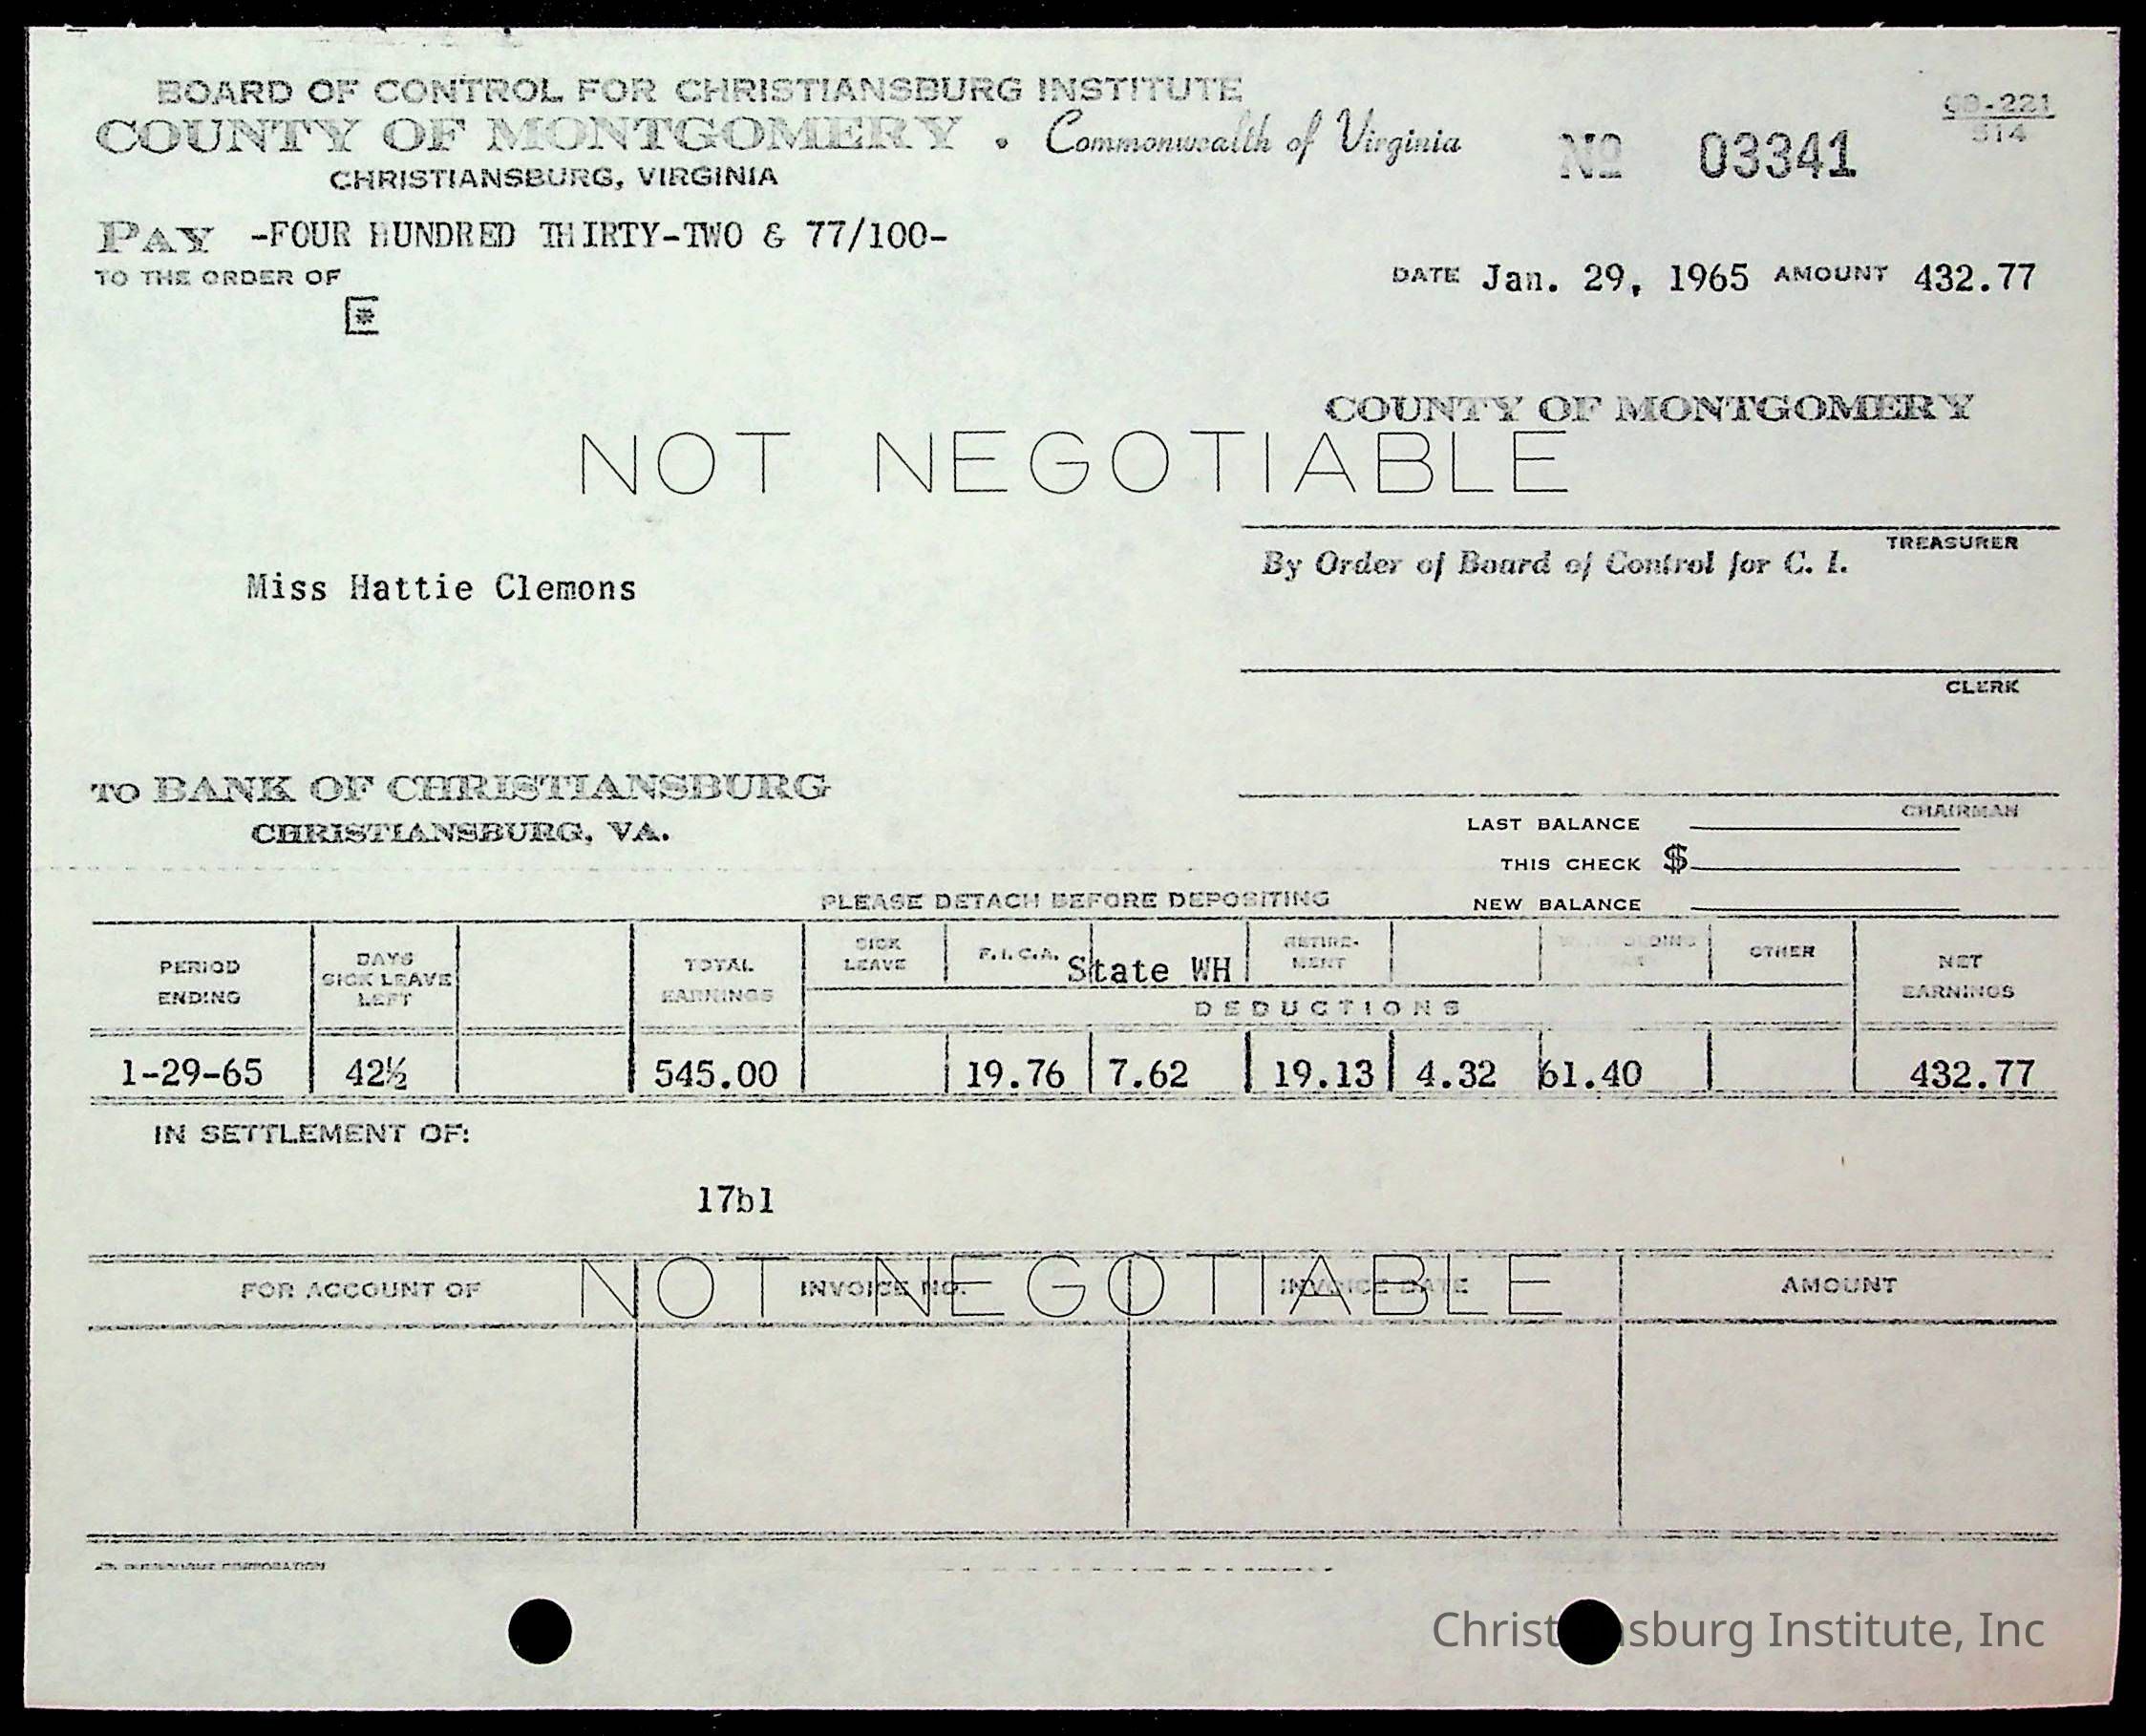 BOARD OF CONTROL FOR CHRISTIANSBURG INSTITUTE
COUNTY OF MONTGOMERY • Commonwealth of Virginia
CHRISTIANSBURG, VIRGINIA
No 03341
68-221
514
PAY -FOUR HUNDRED THIRTY-TWO & 77/100-
TO THE ORDER OF
DATE Jan. 29, 1965 AMOUNT 432.77
COUNTY OF MONTGOMERY
NOT NEGOTIABLE
TREASURER
By Order of Board of Control for C. I.
Miss Hattie Clemons
CLERK
TO BANK OF CHRISTIANSBURG
CHRISTIANSBURG, VA.
CHAIRMAN
LAST BALANCE
THIS CHECK $
NEW BALANCE
PLEASE DETACH BEFORE DEPOSITING
PERIOD ENDING DAYS SICK LEAVE LEFT TOTAL EARNINGS SICK LEAVE F.I.C.A. State WH RETIRE-MENT OTHER NET EARNINGS
DEDUCTIONS
1-29-65 42½ 545.00 19.76 7.62 19.13 4.32 61.40 432.77
IN SETTLEMENT OF:
17b1
NOT NEGOTIABLE
FOR ACCOUNT OF INVOICE NO. INVOICE DATE AMOUNT
CORPORATION
Institute, Inc